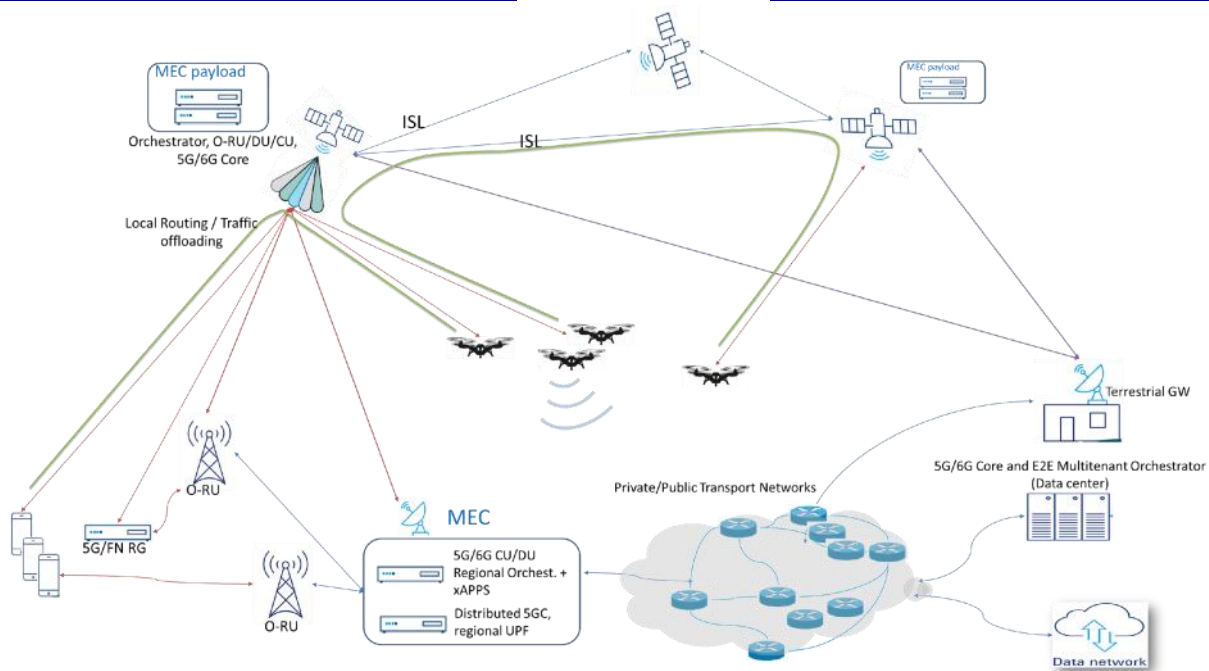 MEC payload
MEC payload
Orchestrator, O-RU/DU/CU,
5G/6G Core
ISL
ISL
Local Routing / Traffic
offloading
Terrestrial GW
5G/6G Core and E2E Multitenant Orchestrator
(Data center)
Private/Public Transport Networks
O-RU
5G/FN RG
MEC
5G/6G CU/DU
Regional Orchest. +
xAPPS
Distributed 5GC,
regional UPF
O-RU
Data network